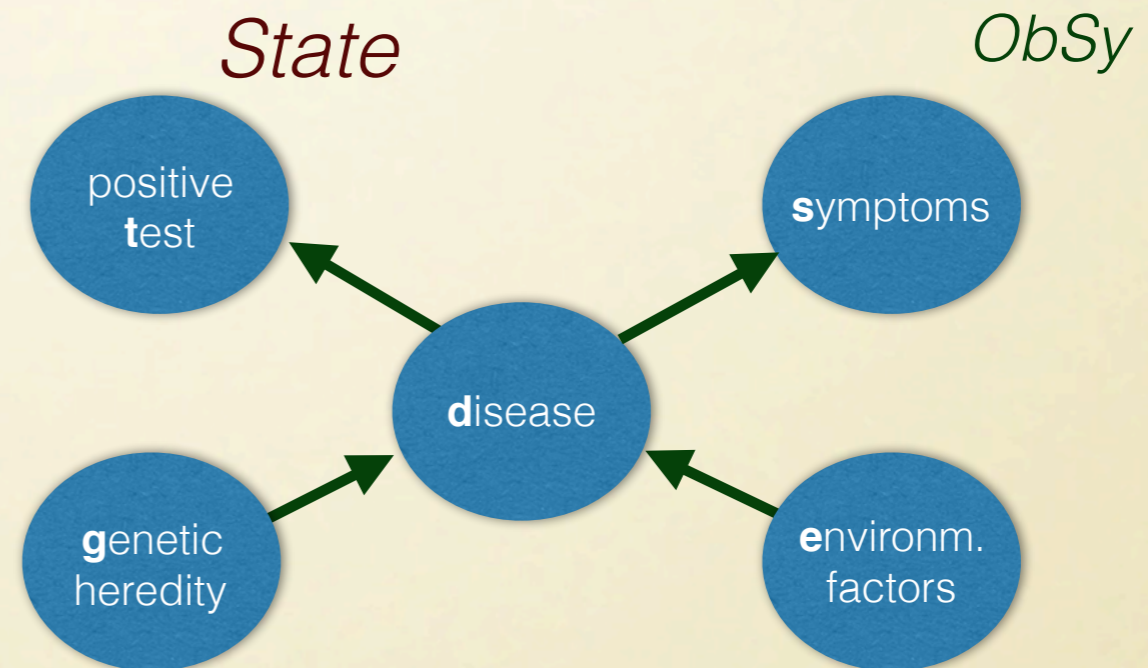 State
ObSy
positive
test
symptoms
disease
genetic
heredity
environm.
factors